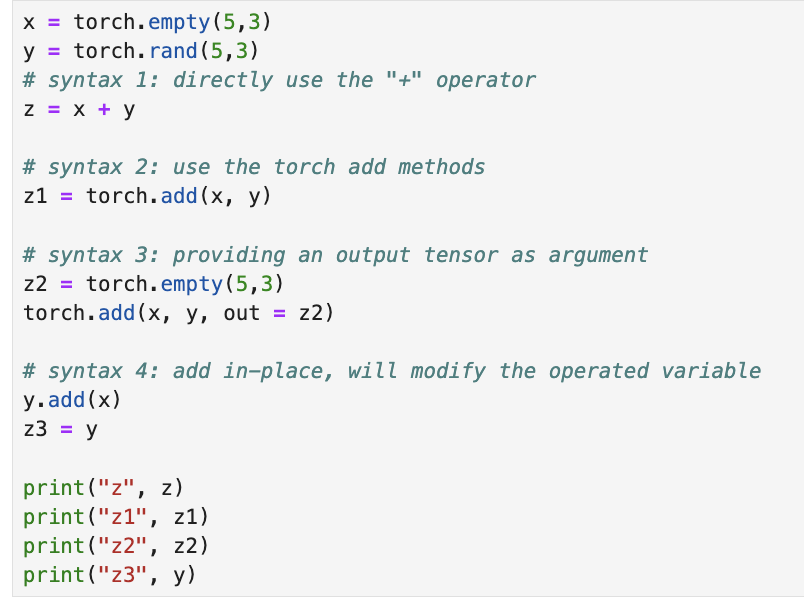 x = torch.empty(5,3)
y = torch.rand(5,3)
# syntax 1: directly use the "+" operator
z = x + y
# syntax 2: use the torch add methods
z1 = torch.add(x, y)
# syntax 3: providing an output tensor as argument
z2 = torch.empty(5,3)
torch.add(x, y, out = z2)
# syntax 4: add in-place, will modify the operated variable
y.add(x)
z3 = y
print("z", z)
print("z1", z1)
print("z2", z2)
print("z3", y)